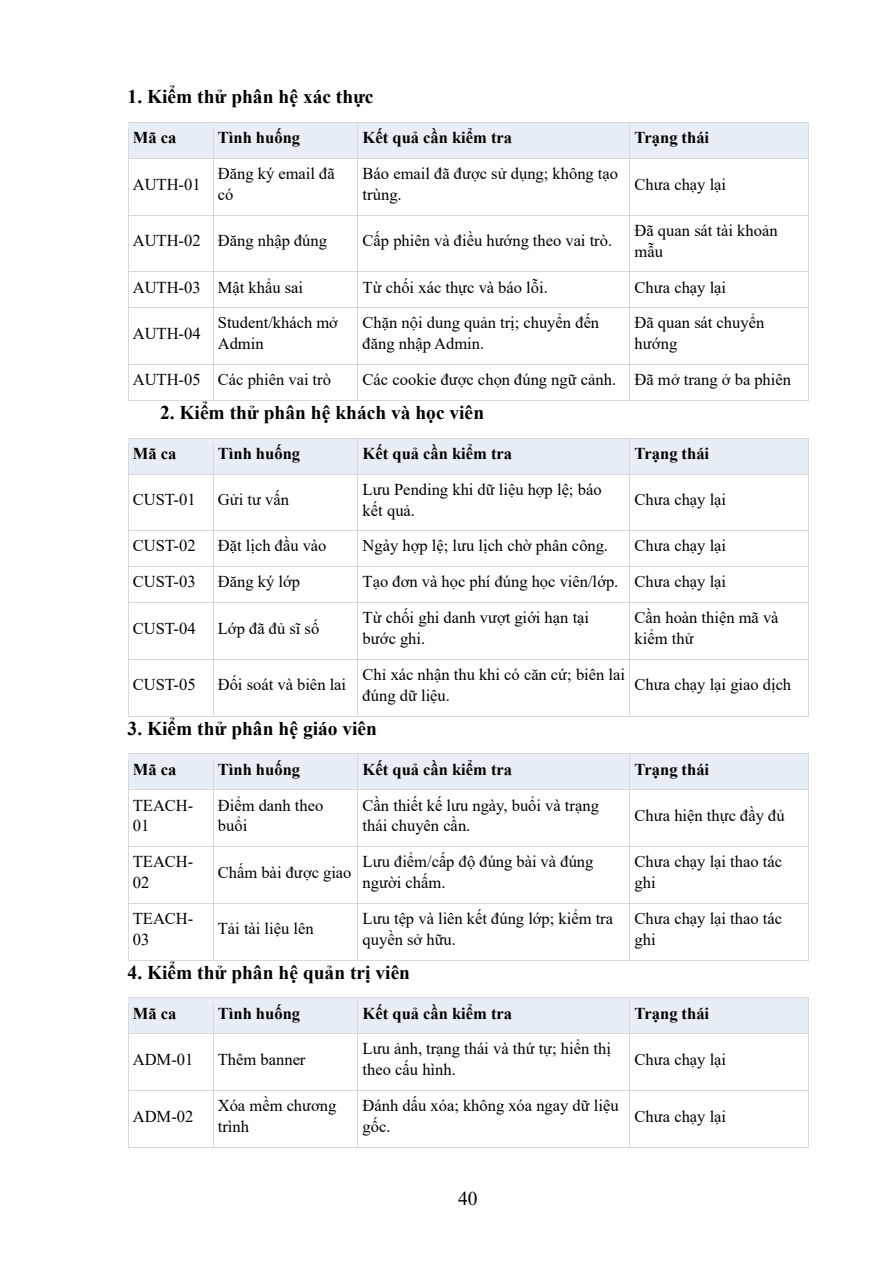 1. Kiểm thử phân hệ xác thực
Mã ca Tình huống Kết quả cần kiểm tra Trạng thái
AUTH-01 Đăng ký email đã có Báo email đã được sử dụng; không tạo trùng. Chưa chạy lại
AUTH-02 Đăng nhập đúng Cấp phiên và điều hướng theo vai trò. Đã quan sát tài khoản mẫu
AUTH-03 Mật khẩu sai Từ chối xác thực và báo lỗi. Chưa chạy lại
AUTH-04 Student/khách mở Admin Chặn nội dung quản trị; chuyển đến đăng nhập Admin. Đã quan sát chuyển hướng
AUTH-05 Các phiên vai trò Các cookie được chọn đúng ngữ cảnh. Đã mở trang ở ba phiên
2. Kiểm thử phân hệ khách và học viên
Mã ca Tình huống Kết quả cần kiểm tra Trạng thái
CUST-01 Gửi tư vấn Lưu Pending khi dữ liệu hợp lệ; báo kết quả. Chưa chạy lại
CUST-02 Đặt lịch đầu vào Ngày hợp lệ; lưu lịch chờ phân công. Chưa chạy lại
CUST-03 Đăng ký lớp Tạo đơn và học phí đúng học viên/lớp. Chưa chạy lại
CUST-04 Lớp đã đủ sĩ số Từ chối ghi danh vượt giới hạn tại bước ghi. Cần hoàn thiện mã và kiểm thử
CUST-05 Đối soát và biên lai Chỉ xác nhận thu khi có căn cứ; biên lai đúng dữ liệu. Chưa chạy lại giao dịch
3. Kiểm thử phân hệ giáo viên
Mã ca Tình huống Kết quả cần kiểm tra Trạng thái
TEACH-01 Điểm danh theo buổi Cần thiết kế lưu ngày, buổi và trạng thái chuyên cần. Chưa hiện thực đầy đủ
TEACH-02 Chấm bài được giao Lưu điểm/cấp độ đúng bài và đúng người chấm. Chưa chạy lại thao tác ghi
TEACH-03 Tải tài liệu lên Lưu tệp và liên kết đúng lớp; kiểm tra quyền sở hữu. Chưa chạy lại thao tác ghi
4. Kiểm thử phân hệ quản trị viên
Mã ca Tình huống Kết quả cần kiểm tra Trạng thái
ADM-01 Thêm banner Lưu ảnh, trạng thái và thứ tự; hiển thị theo cấu hình. Chưa chạy lại
ADM-02 Xóa mềm chương trình Đánh dấu xóa; không xóa ngay dữ liệu gốc. Chưa chạy lại
40